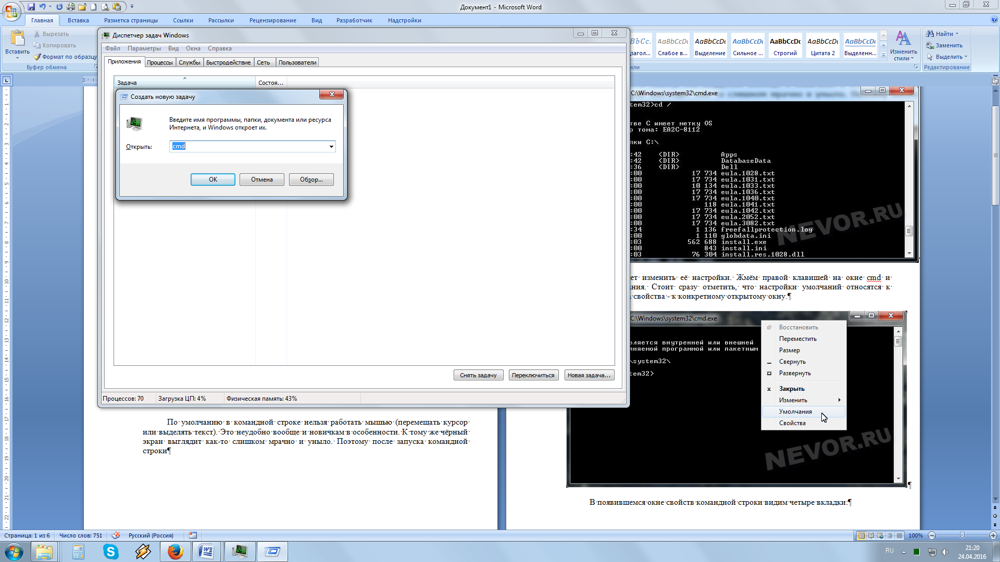 Документ1 - Microsoft Word
Главная
Вставка
Разметка страницы
Ссылки
Рассылки
Рецензирование
Вид
Разработчик
Надстройки
Вставить
Вырезать
Копировать
Формат по образцу
Буфер обмена
AaBbCcDc
Слабое в...
AaBbCcDc
Выделение
AaBbCcDc
Сильное ...
AaBbCcDc
Строгий
AaBbCcDc
Цитата 2
AaBbCcDc
Выделенн...
Изменить
стили
Найти
Заменить
Выделить
Редактирование
Диспетчер задач Windows
Файл Параметры Вид Окна Справка
Приложения Процессы Службы Быстродействие Сеть Пользователи
Задача Состоя...
Создать новую задачу
Введите имя программы, папки, документа или ресурса
Интернета, и Windows откроет их.
Открыть: cmd
OK Отмена Обзор...
Снять задачу Переключиться Новая задача...
Процессов: 70 Загрузка ЦП: 4% Физическая память: 43%
По умолчанию в командной строке нельзя работать мышью (перемещать курсор
или выделять текст). Это неудобно вообще и новичкам в особенности. К тому же чёрный
экран выглядит как-то слишком мрачно и уныло. Поэтому после запуска командной
строки¶
C:\Windows\system32\cmd.exe
tem32>cd /
тве C имеет метку OS
р тома: EA2C-8112
пки C:\
:42 <DIR> Apps
:42 <DIR> DatabaseData
:36 <DIR> Dell
:00 17 734 eula.1028.txt
:00 17 734 eula.1031.txt
:00 10 134 eula.1033.txt
:00 17 734 eula.1036.txt
:00 17 734 eula.1040.txt
:00 118 eula.1041.txt
:00 17 734 eula.1042.txt
:00 17 734 eula.2052.txt
:00 17 734 eula.3082.txt
:34 1 136 freefallprotection.log
:00 1 110 globdata.ini
:03 562 688 install.exe
:00 843 install.ini
:03 76 304 install.res.1028.dll
NEVOR.RU
ет изменить её настройки. Жмём правой клавишей на окне cmd и
ния. Стоит сразу отметить, что настройки умолчаний относятся к
свойства - к конкретному открытому окну.¶
C:\Windows\system32\cmd.exe
вляется внутренней или внешней
няемой программой или пакетным
\system32\
tem32>
Восстановить
Переместить
Размер
Свернуть
Развернуть
Закрыть
Изменить
Умолчания
Свойства
NEVOR.RU
¶
В появившемся окне свойств командной строки видим четыре вкладки:¶
Страница: 1 из 6 Число слов: 751 Русский (Россия) 100%
RU
21:20
24.04.2016